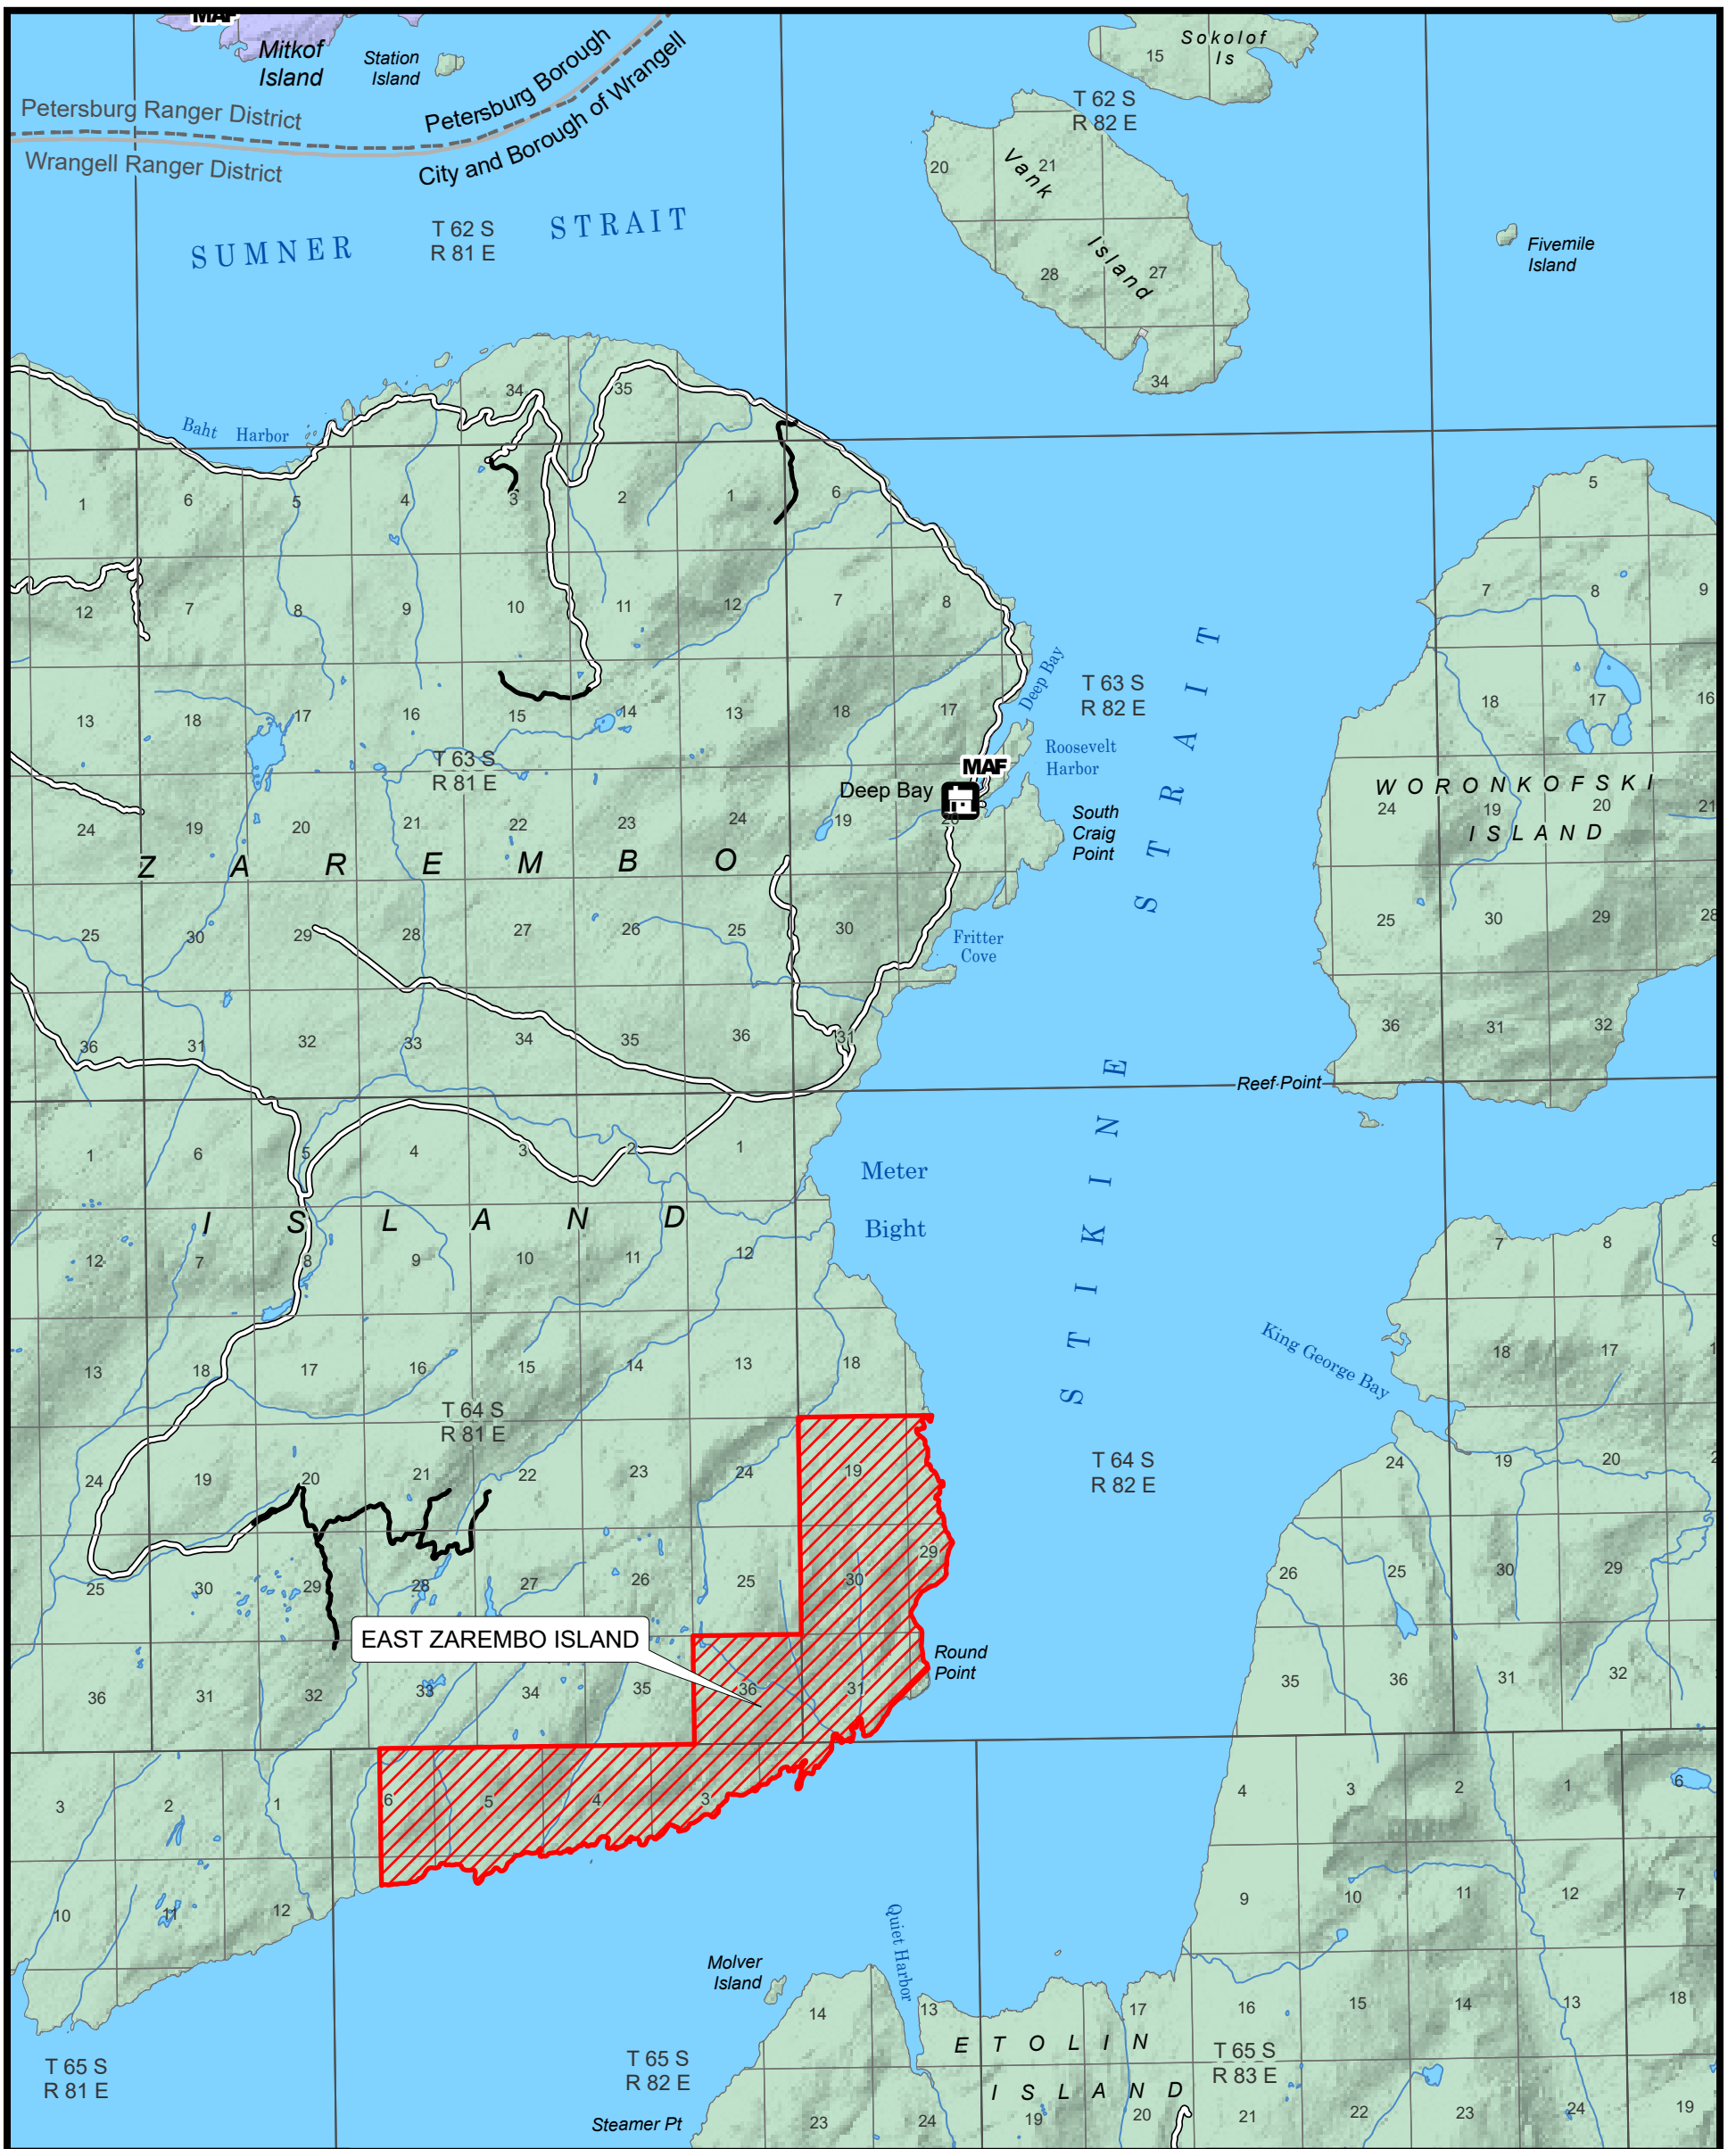 MAF
Mitkof
Island
Station
Island
Petersburg Ranger District
Wrangell Ranger District
Petersburg Borough
City and Borough of Wrangell
SUMNER STRAIT
T 62 S
R 81 E
Sokolof
Is
15
T 62 S
R 82 E
20
21
Vank
Island
28
27
34
Fivemile
Island
34
35
Baht Harbor
1
6
5
4
3
2
1
6
5
12
7
8
9
10
11
12
7
8
7
8
9
Deep Bay
T 63 S
R 82 E
13
18
17
16
15
14
13
18
17
18
17
16
T 63 S
R 81 E
Roosevelt
Harbor
MAF
Deep Bay
South
Craig
Point
WORONKOFSKI
ISLAND
24
19
20
21
22
23
24
19
20
24
19
20
21
ZAREMBO
STIKINE STRAIT
25
30
29
28
27
26
25
30
25
30
29
28
Fritter
Cove
36
31
32
33
34
35
36
31
36
31
32
Reef Point
1
6
5
4
3
2
1
Meter
Bight
ISLAND
12
7
8
9
10
11
12
7
8
9
King George Bay
13
18
17
16
15
14
13
18
18
17
T 64 S
R 81 E
T 64 S
R 82 E
24
19
20
21
22
23
24
19
24
19
20
25
30
29
28
27
26
25
30
29
26
25
30
29
EAST ZAREMBO ISLAND
Round
Point
36
31
32
33
34
35
36
31
35
36
31
32
3
2
1
6
5
4
3
4
3
2
1
6
10
11
12
9
10
11
12
7
Quiet Harbor
Molver
Island
14
13
17
16
15
14
13
18
ETOLIN
ISLAND
T 65 S
R 81 E
T 65 S
R 82 E
T 65 S
R 83 E
Steamer Pt
23
24
19
20
21
22
23
24
19